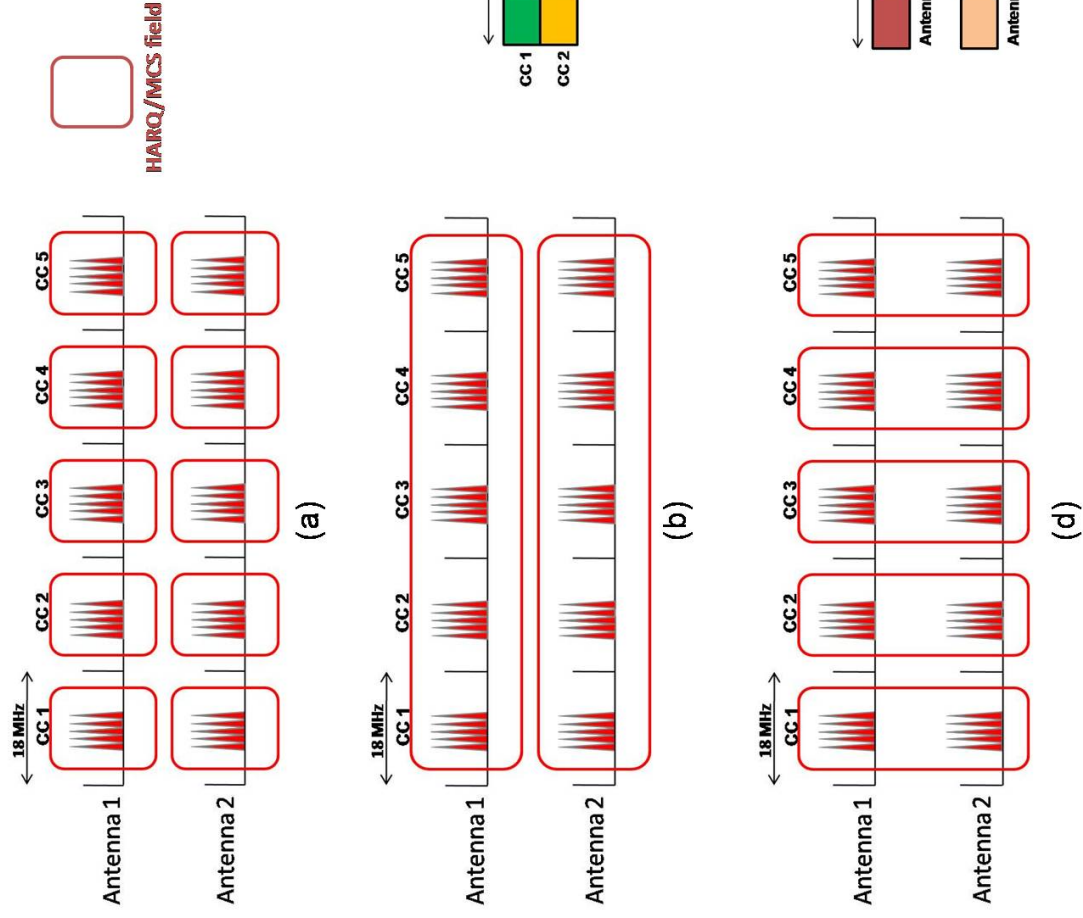 HARQ/MCS field
18 MHz
CC 1 CC 2 CC 3 CC 4 CC 5
Antenna 1
Antenna 2
(a)
18 MHz
CC 1 CC 2 CC 3 CC 4 CC 5
Antenna 1
Antenna 2
(b)
CC 1
CC 2
18 MHz
CC 1 CC 2 CC 3 CC 4 CC 5
Antenna 1
Antenna 2
(d)